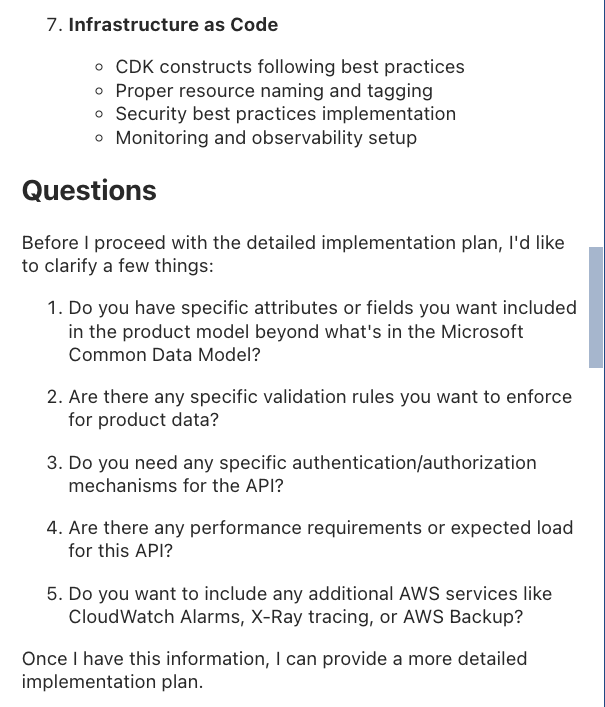 7. Infrastructure as Code
◦ CDK constructs following best practices
◦ Proper resource naming and tagging
◦ Security best practices implementation
◦ Monitoring and observability setup
Questions
Before I proceed with the detailed implementation plan, I'd like
to clarify a few things:
1. Do you have specific attributes or fields you want included
in the product model beyond what's in the Microsoft
Common Data Model?
2. Are there any specific validation rules you want to enforce
for product data?
3. Do you need any specific authentication/authorization
mechanisms for the API?
4. Are there any performance requirements or expected load
for this API?
5. Do you want to include any additional AWS services like
CloudWatch Alarms, X-Ray tracing, or AWS Backup?
Once I have this information, I can provide a more detailed
implementation plan.